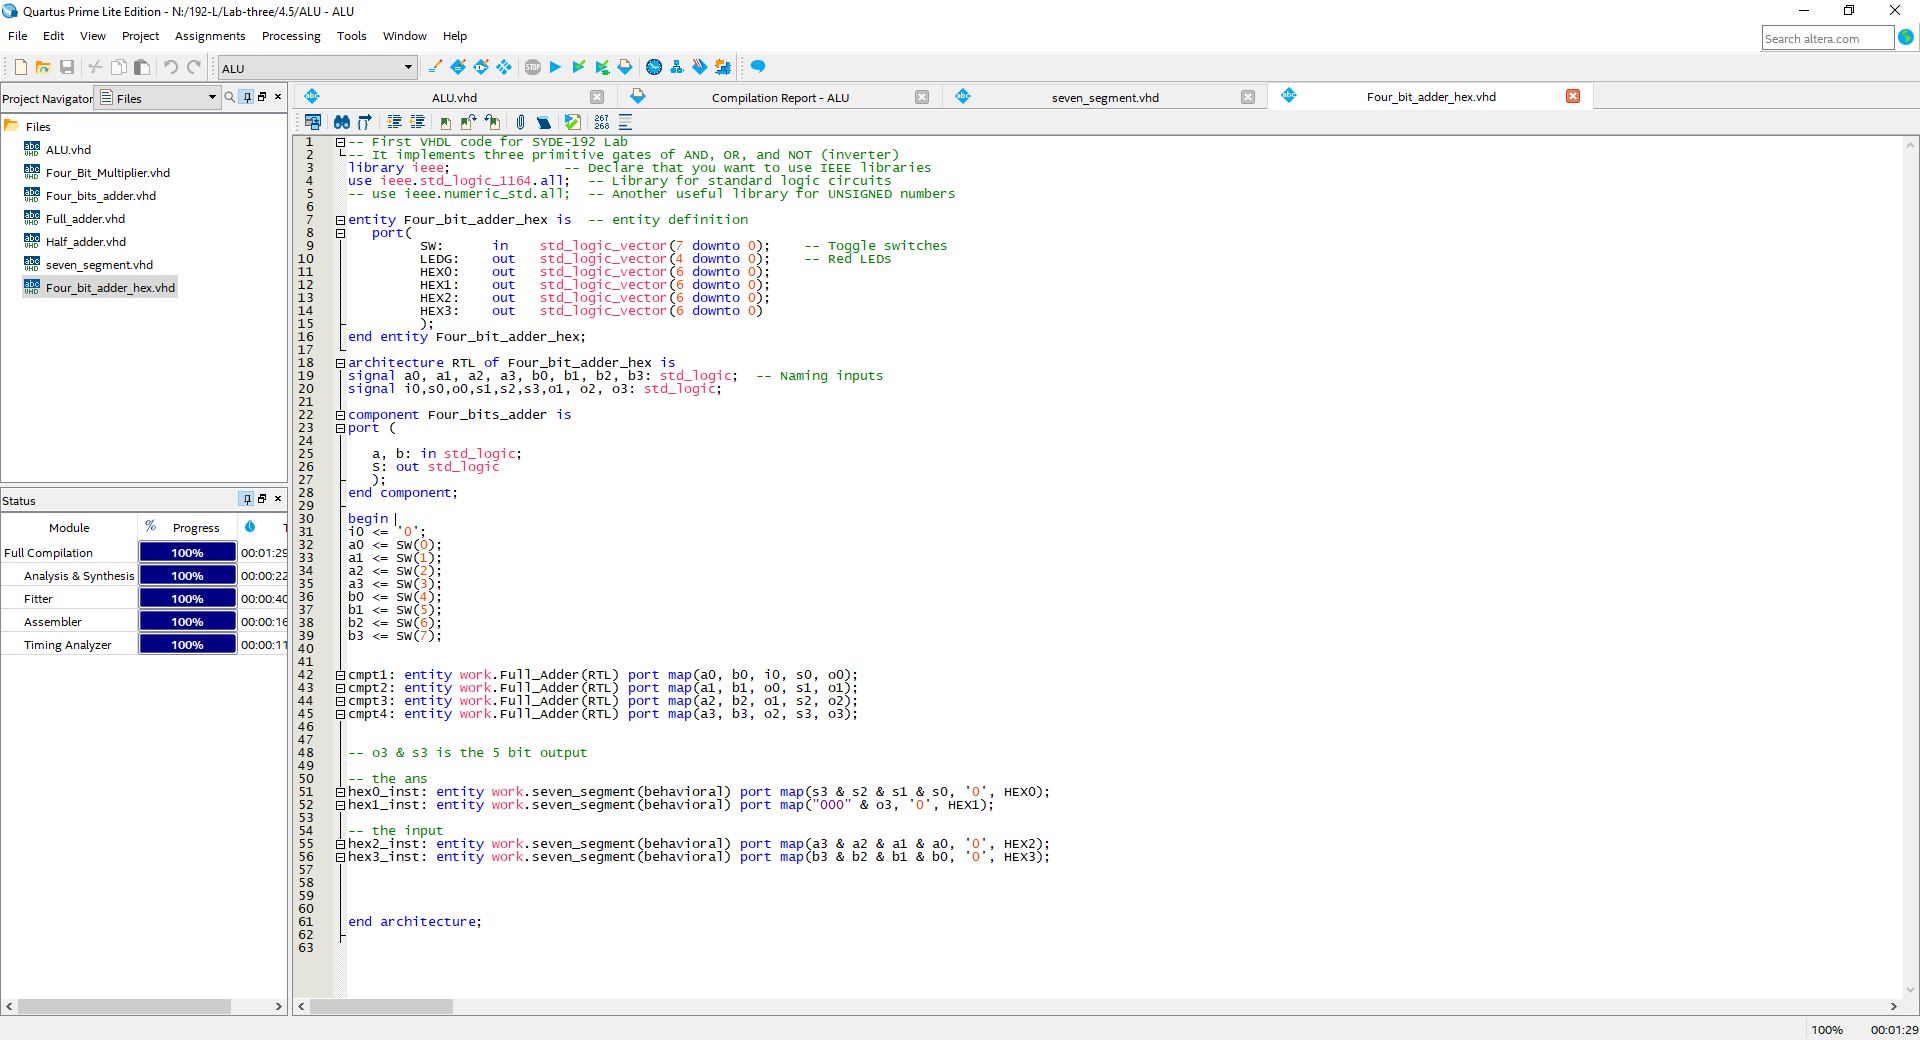 Quartus Prime Lite Edition - N:/192-L/Lab-three/4.5/ALU - ALU
File Edit View Project Assignments Processing Tools Window Help
Search altera.com
ALU
Project Navigator Files
ALU.vhd
Compilation Report - ALU
seven_segment.vhd
Four_bit_adder_hex.vhd
Files
ALU.vhd
Four_Bit_Multiplier.vhd
Four_bits_adder.vhd
Full_adder.vhd
Half_adder.vhd
seven_segment.vhd
Four_bit_adder_hex.vhd
Status
Module % Progress T
Full Compilation 100% 00:01:29
Analysis & Synthesis 100% 00:00:22
Fitter 100% 00:00:40
Assembler 100% 00:00:16
Timing Analyzer 100% 00:00:11
267
268
1 -- First VHDL code for SYDE-192 Lab
2 -- It implements three primitive gates of AND, OR, and NOT (inverter)
3 library ieee; -- Declare that you want to use IEEE libraries
4 use ieee.std_logic_1164.all; -- Library for standard logic circuits
5 -- use ieee.numeric_std.all; -- Another useful library for UNSIGNED numbers
6
7 entity Four_bit_adder_hex is -- entity definition
8 port(
9 SW: in std_logic_vector(7 downto 0); -- Toggle switches
10 LEDG: out std_logic_vector(4 downto 0); -- Red LEDs
11 HEX0: out std_logic_vector(6 downto 0);
12 HEX1: out std_logic_vector(6 downto 0);
13 HEX2: out std_logic_vector(6 downto 0);
14 HEX3: out std_logic_vector(6 downto 0)
15 );
16 end entity Four_bit_adder_hex;
17
18 architecture RTL of Four_bit_adder_hex is
19 signal a0, a1, a2, a3, b0, b1, b2, b3: std_logic; -- Naming inputs
20 signal i0,s0,o0,s1,s2,s3,o1, o2, o3: std_logic;
21
22 component Four_bits_adder is
23 port (
24
25 a, b: in std_logic;
26 S: out std_logic
27 );
28 end component;
29
30 begin
31 i0 <= '0';
32 a0 <= SW(0);
33 a1 <= SW(1);
34 a2 <= SW(2);
35 a3 <= SW(3);
36 b0 <= SW(4);
37 b1 <= SW(5);
38 b2 <= SW(6);
39 b3 <= SW(7);
40
41
42 cmpt1: entity work.Full_Adder(RTL) port map(a0, b0, i0, s0, o0);
43 cmpt2: entity work.Full_Adder(RTL) port map(a1, b1, o0, s1, o1);
44 cmpt3: entity work.Full_Adder(RTL) port map(a2, b2, o1, s2, o2);
45 cmpt4: entity work.Full_Adder(RTL) port map(a3, b3, o2, s3, o3);
46
47
48 -- o3 & s3 is the 5 bit output
49
50 -- the ans
51 hex0_inst: entity work.seven_segment(behavioral) port map(s3 & s2 & s1 & s0, '0', HEX0);
52 hex1_inst: entity work.seven_segment(behavioral) port map("000" & o3, '0', HEX1);
53
54 -- the input
55 hex2_inst: entity work.seven_segment(behavioral) port map(a3 & a2 & a1 & a0, '0', HEX2);
56 hex3_inst: entity work.seven_segment(behavioral) port map(b3 & b2 & b1 & b0, '0', HEX3);
57
58
59
60
61 end architecture;
62
63
100% 00:01:29